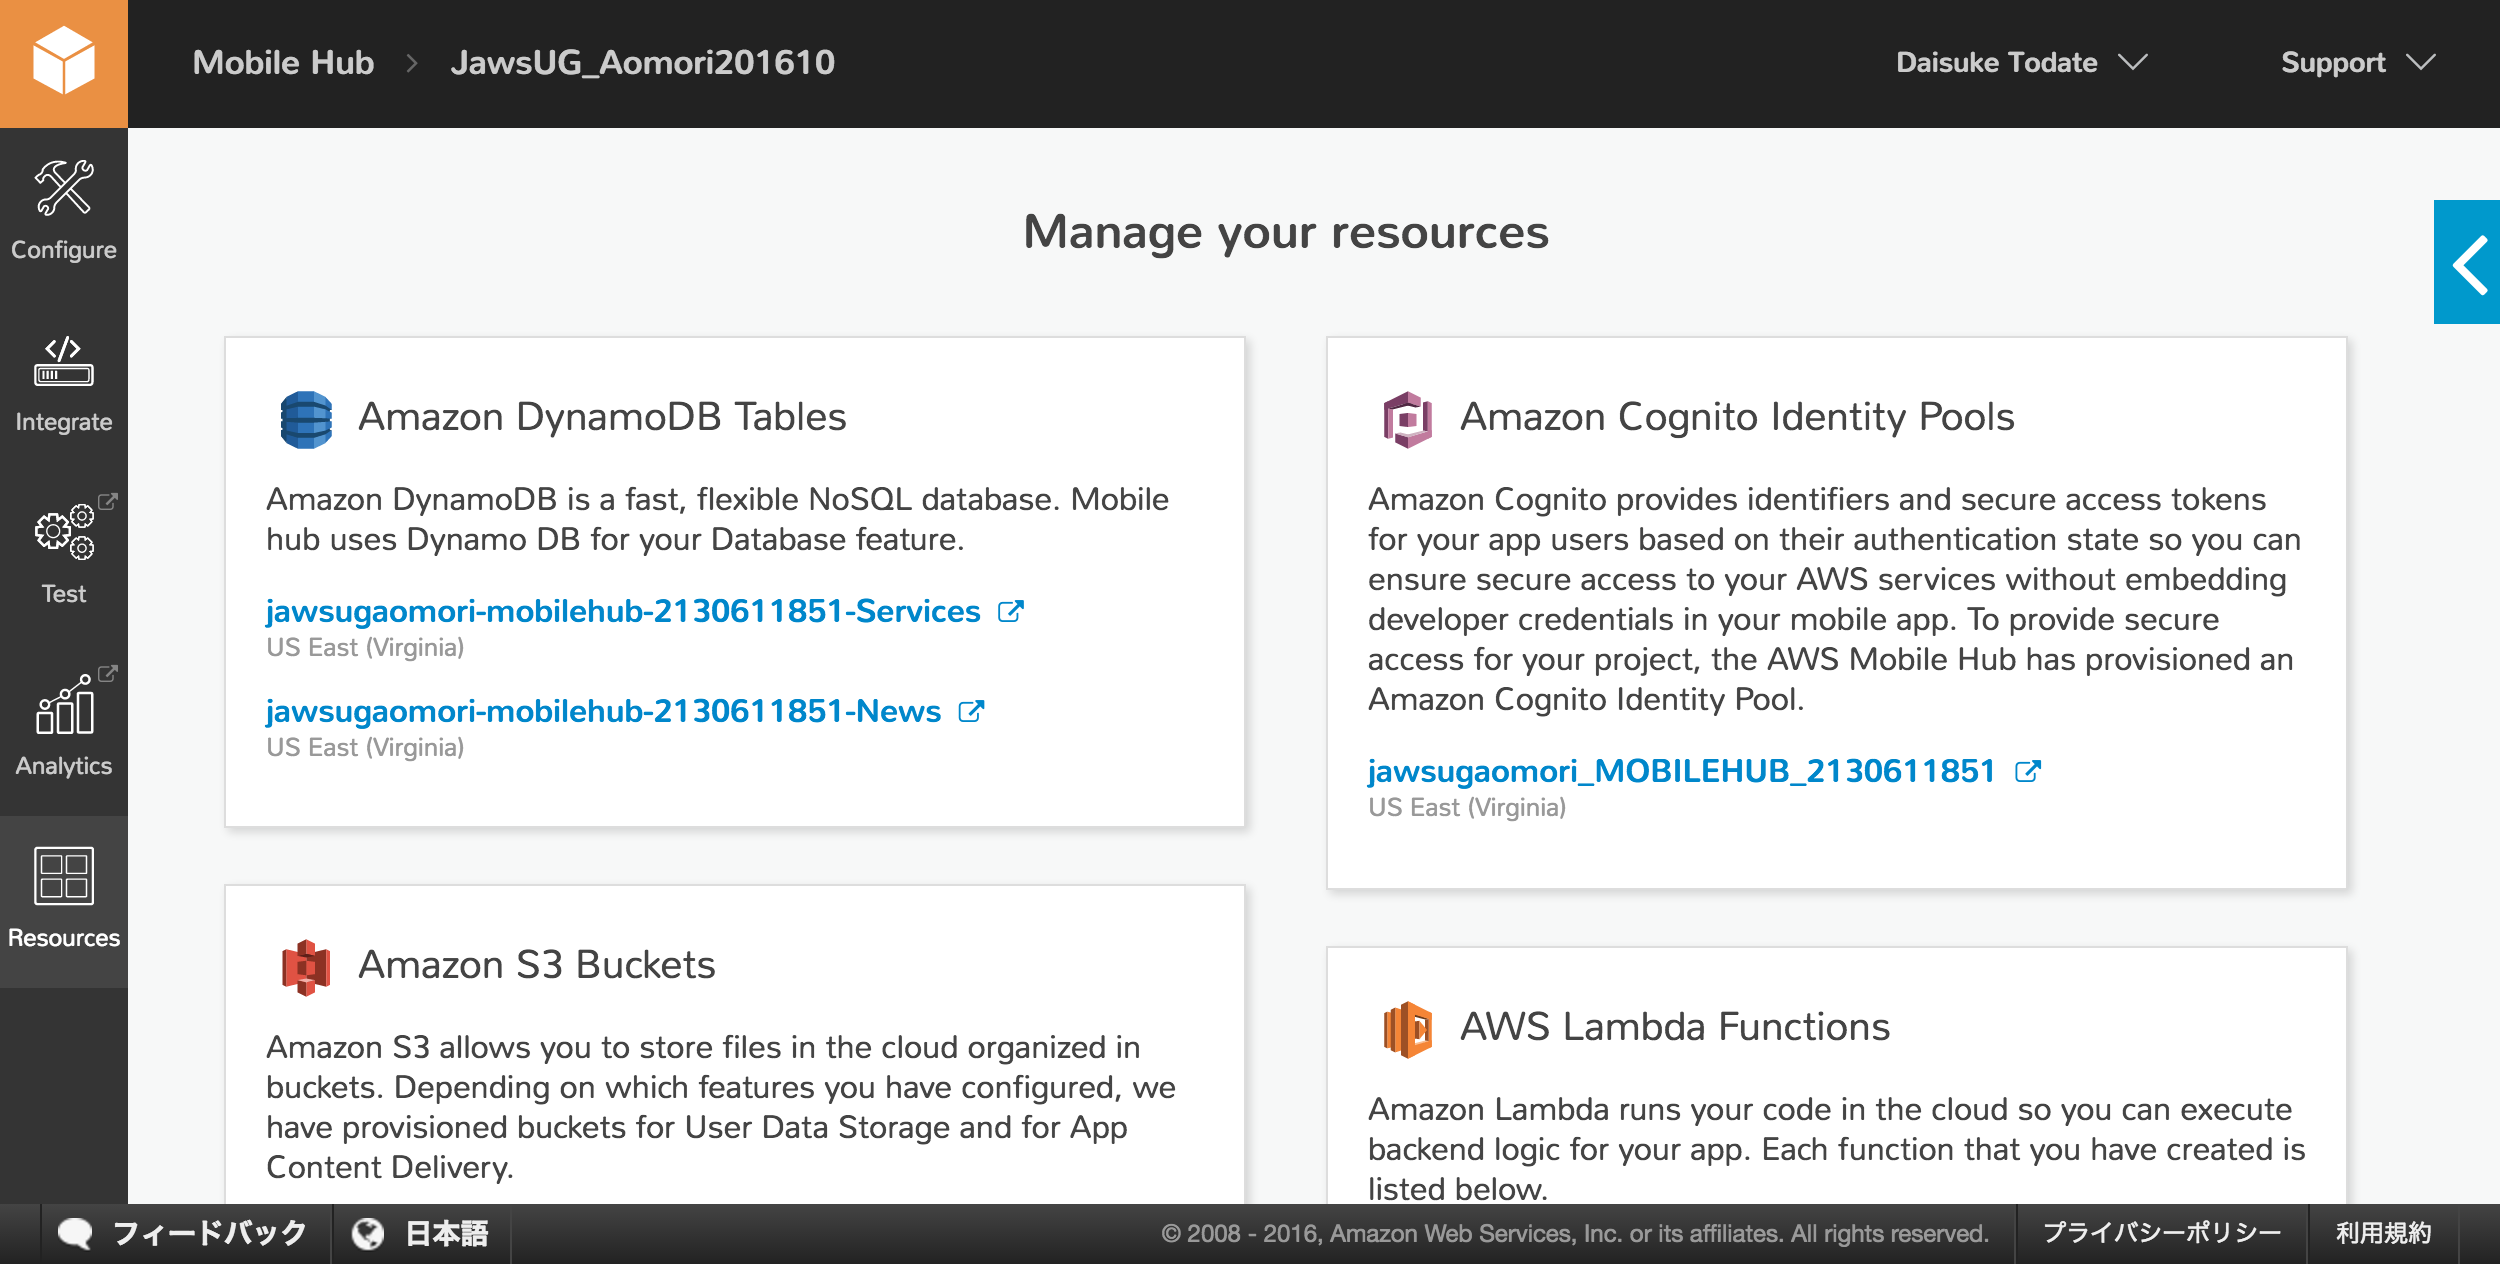 Mobile Hub > JawsUG_Aomori201610
Daisuke Todate
Support
Configure
Integrate
Test
Analytics
Resources
Manage your resources
Amazon DynamoDB Tables
Amazon DynamoDB is a fast, flexible NoSQL database. Mobile
hub uses Dynamo DB for your Database feature.
jawsugaomori-mobilehub-2130611851-Services
US East (Virginia)
jawsugaomori-mobilehub-2130611851-News
US East (Virginia)
Amazon S3 Buckets
Amazon S3 allows you to store files in the cloud organized in
buckets. Depending on which features you have configured, we
have provisioned buckets for User Data Storage and for App
Content Delivery.
Amazon Cognito Identity Pools
Amazon Cognito provides identifiers and secure access tokens
for your app users based on their authentication state so you can
ensure secure access to your AWS services without embedding
developer credentials in your mobile app. To provide secure
access for your project, the AWS Mobile Hub has provisioned an
Amazon Cognito Identity Pool.
jawsugaomori_MOBILEHUB_2130611851
US East (Virginia)
AWS Lambda Functions
Amazon Lambda runs your code in the cloud so you can execute
backend logic for your app. Each function that you have created is
listed below.
フィードバック
日本語
© 2008 - 2016, Amazon Web Services, Inc. or its affiliates. All rights reserved.
プライバシーポリシー
利用規約